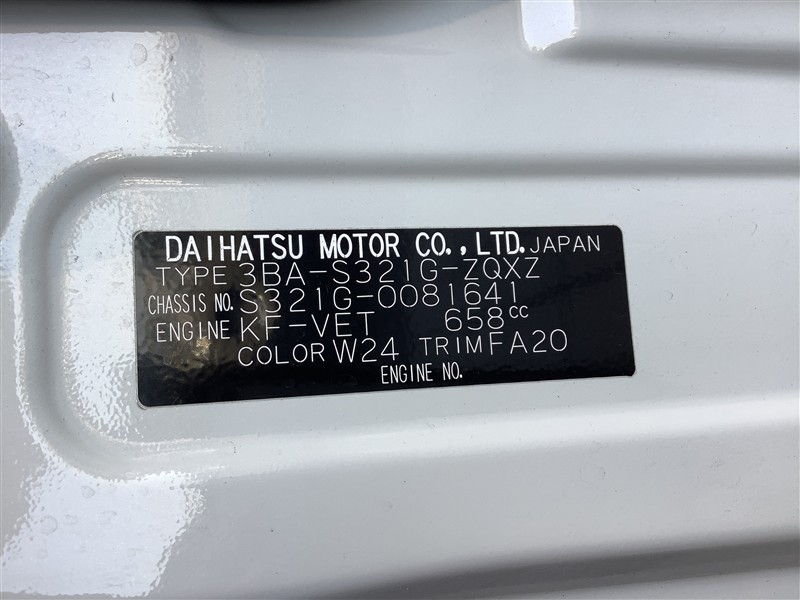 DAIHATSU MOTOR CO., LTD. JAPAN
TYPE 3BA-S321G-ZQXZ
CHASSIS NO. S321G-0081641
ENGINE KF-VET 658cc
COLOR W24 TRIM FA20
ENGINE NO.